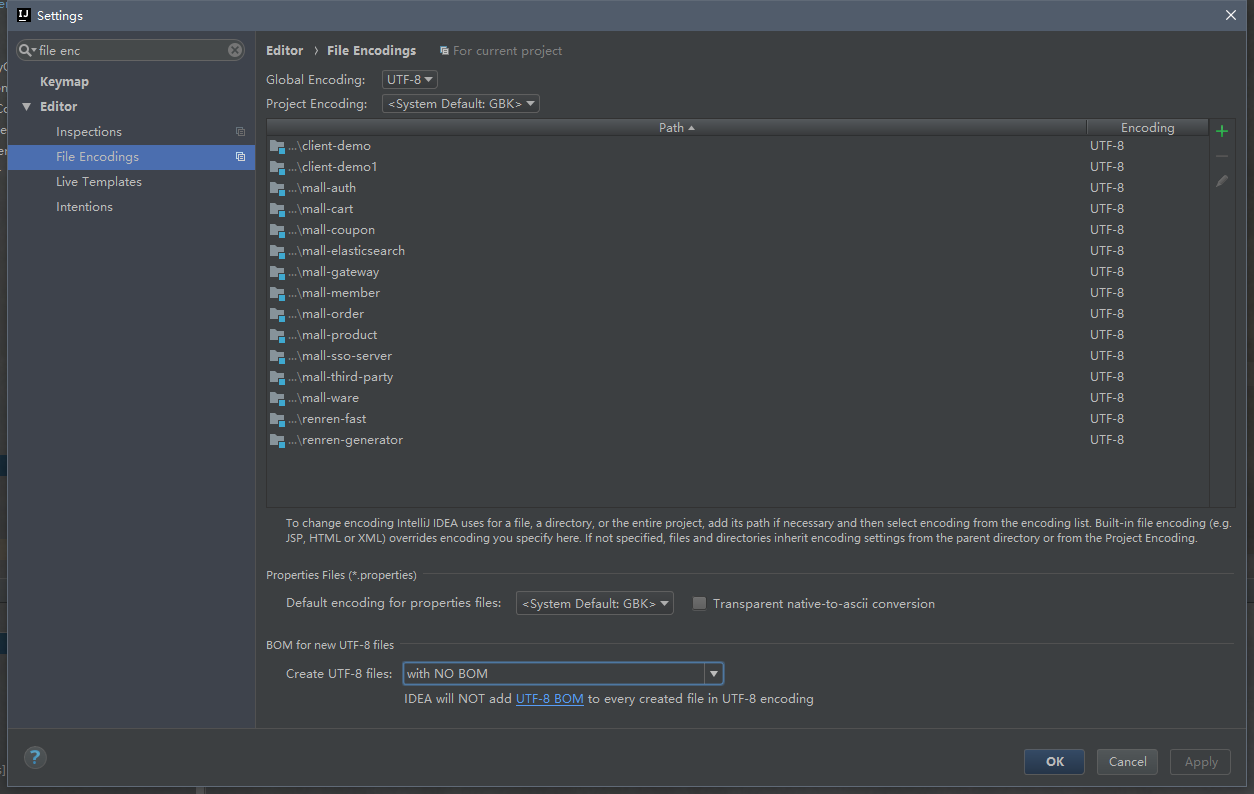 IJ Settings
file enc
Keymap
Editor
Inspections
File Encodings
Live Templates
Intentions
Editor › File Encodings For current project
Global Encoding: UTF-8
Project Encoding: <System Default: GBK>
Path Encoding
...\client-demo UTF-8
...\client-demo1 UTF-8
...\mall-auth UTF-8
...\mall-cart UTF-8
...\mall-coupon UTF-8
...\mall-elasticsearch UTF-8
...\mall-gateway UTF-8
...\mall-member UTF-8
...\mall-order UTF-8
...\mall-product UTF-8
...\mall-sso-server UTF-8
...\mall-third-party UTF-8
...\mall-ware UTF-8
...\renren-fast UTF-8
...\renren-generator UTF-8
To change encoding IntelliJ IDEA uses for a file, a directory, or the entire project, add its path if necessary and then select encoding from the encoding list. Built-in file encoding (e.g.
JSP, HTML or XML) overrides encoding you specify here. If not specified, files and directories inherit encoding settings from the parent directory or from the Project Encoding.
Properties Files (*.properties)
Default encoding for properties files: <System Default: GBK> Transparent native-to-ascii conversion
BOM for new UTF-8 files
Create UTF-8 files: with NO BOM
IDEA will NOT add UTF-8 BOM to every created file in UTF-8 encoding
? OK Cancel Apply